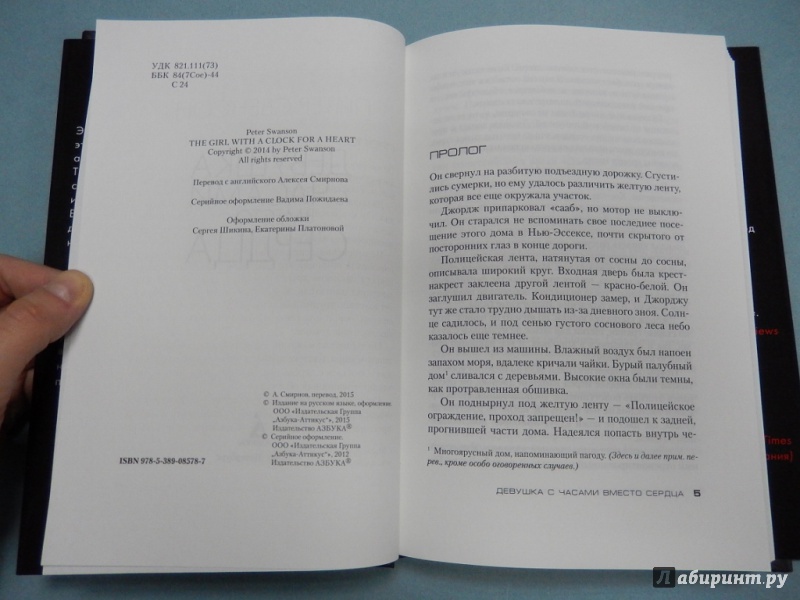 УДК 821.111(73)
ББК 84(7Сое)-44
С 24
Peter Swanson
THE GIRL WITH A CLOCK FOR A HEART
Copyright © 2014 by Peter Swanson
All rights reserved
Перевод с английского Алексея Смирнова
Серийное оформление Вадима Пожидаева
Оформление обложки
Сергея Шикина, Екатерины Платоновой
© А. Смирнов, перевод, 2015
© Издание на русском языке, оформление.
ООО «Издательская Группа
„Азбука-Аттикус“», 2015
Издательство АЗБУКА®
© Серийное оформление.
ООО «Издательская Группа
„Азбука-Аттикус“», 2012
Издательство АЗБУКА®
ISBN 978-5-389-08578-7
ПРОЛОГ
Он свернул на разбитую подъездную дорожку. Сгусти-
лись сумерки, но ему удалось различить желтую ленту,
которая все еще окружала участок.
Джордж припарковал «сааб», но мотор не выклю-
чил. Он старался не вспоминать свое последнее посе-
щение этого дома в Нью-Эссексе, почти скрытого от
посторонних глаз в конце дороги.
Полицейская лента, натянутая от сосны до сосны,
описывала широкий круг. Входная дверь была крест-
накрест заклеена другой лентой — красно-белой. Он
заглушил двигатель. Кондиционер замер, и Джорджу
тут же стало трудно дышать из-за дневного зноя. Солн-
це садилось, и под сенью густого соснового леса небо
казалось еще темнее.
Он вышел из машины. Влажный воздух был напоен
запахом моря, вдалеке кричали чайки. Бурый палубный
дом¹ сливался с деревьями. Высокие окна были темны,
как протравленная обшивка.
Он поднырнул под желтую ленту — «Полицейское
ограждение, проход запрещен!» — и подошел к задней,
прогнившей части дома. Надеялся попасть внутрь че-
¹ Многоярусный дом, напоминающий пагоду. (Здесь и далее прим. пе-
рев., кроме особо оговоренных случаев.)
ДЕВУШКА С ЧАСАМИ ВМЕСТО СЕРДЦА 5
СЕРДЦА
News
Times
Лабиринт.ру